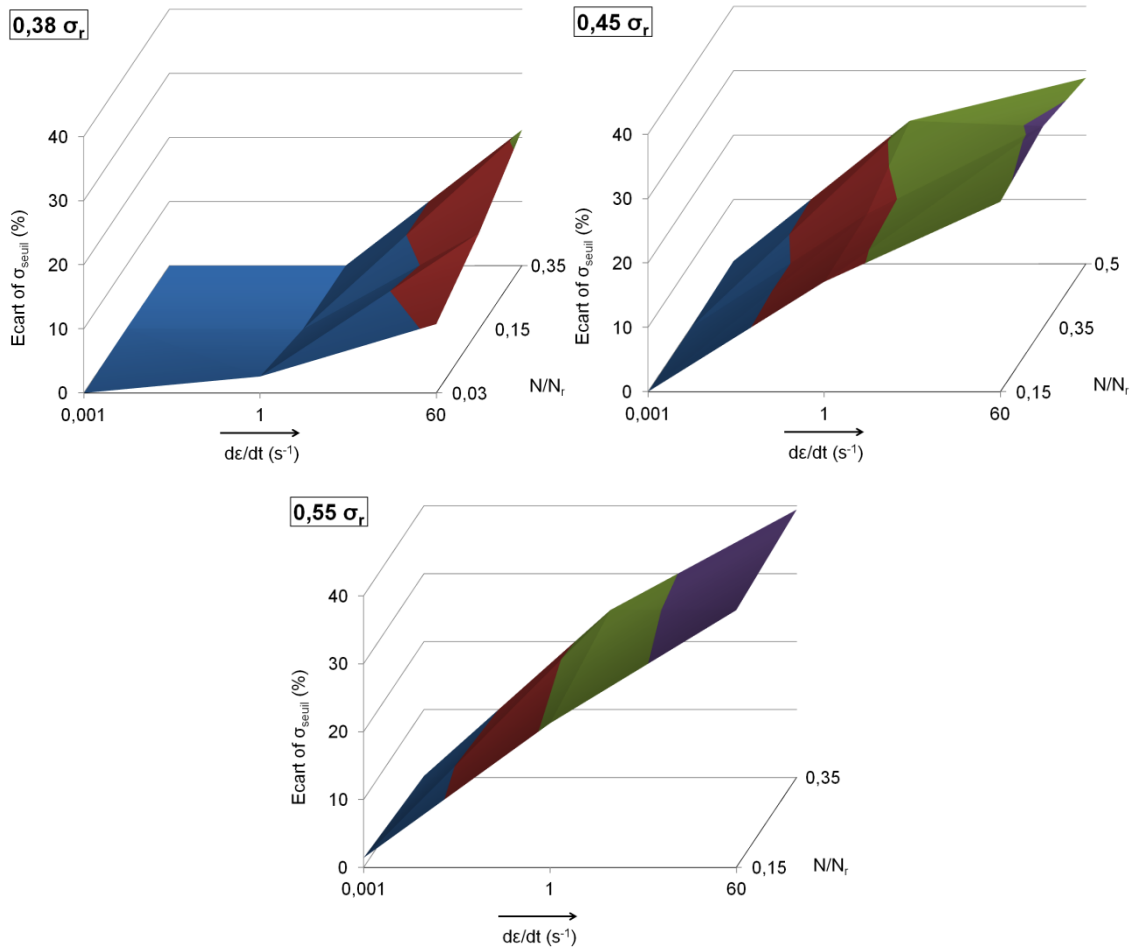 0,38 σr
40
30
20
10
0
Ecart of σseuil (%)
0,001
1
60
dε/dt (s-1)
0,03
0,15
0,35
N/Nr
0,45 σr
40
30
20
10
0
Ecart of σseuil (%)
0,001
1
60
dε/dt (s-1)
0,15
0,35
0,5
N/Nr
0,55 σr
40
30
20
10
0
Ecart of σseuil (%)
0,001
1
60
dε/dt (s-1)
0,15
0,35
N/Nr